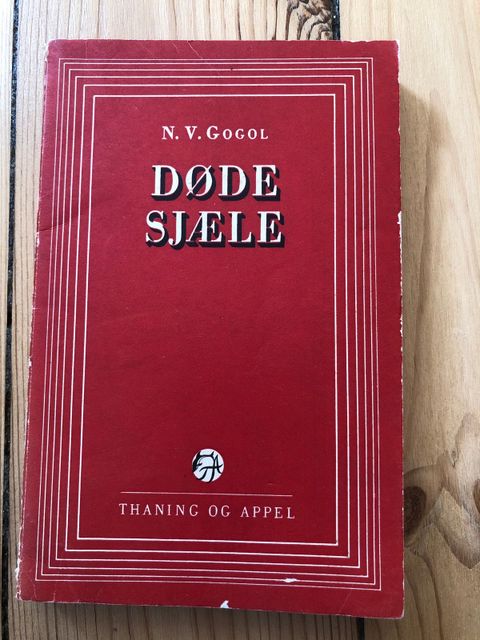 N. V. GOGOL
DØDE
SJÆLE
THANING OG APPEL